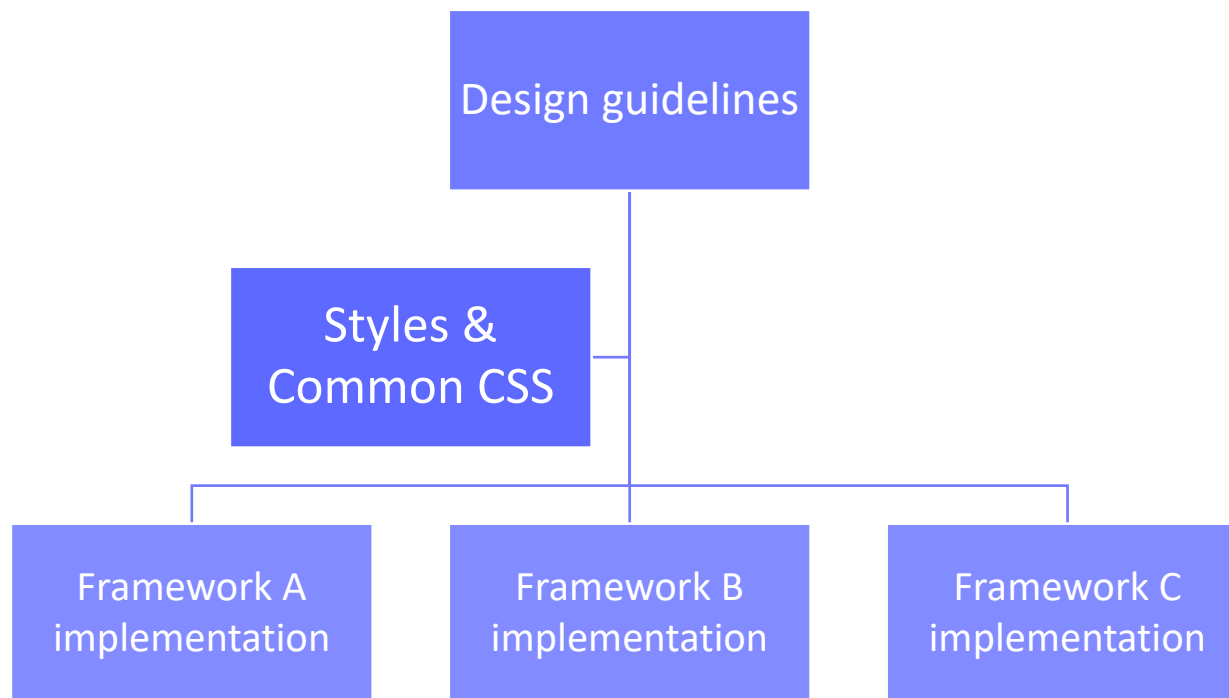 Design guidelines
Styles &
Common CSS
Framework A
implementation
Framework B
implementation
Framework C
implementation